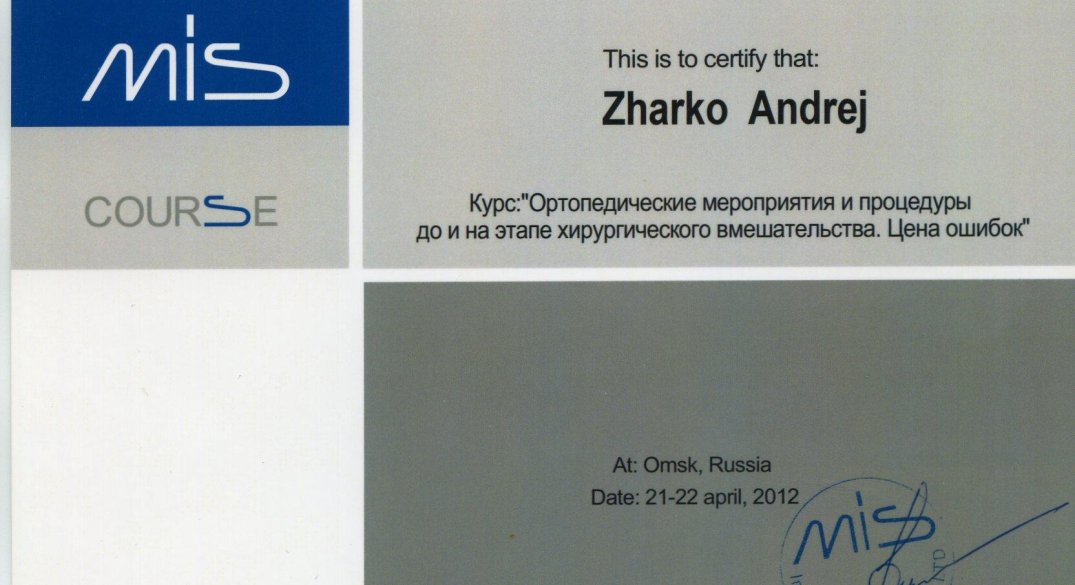 mis
COURSE
This is to certify that:
Zharko Andrej
Курс:"Ортопедические мероприятия и процедуры
до и на этапе хирургического вмешательства. Цена ошибок"
At: Omsk, Russia
Date: 21-22 april, 2012
mis
LTD